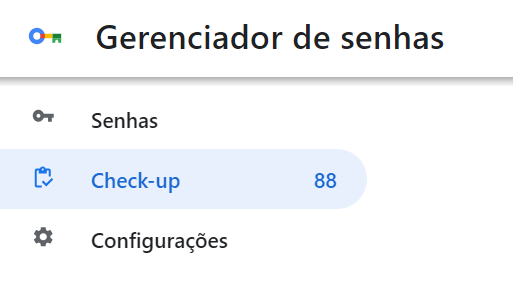 Gerenciador de senhas
Senhas
Check-up 88
Configurações